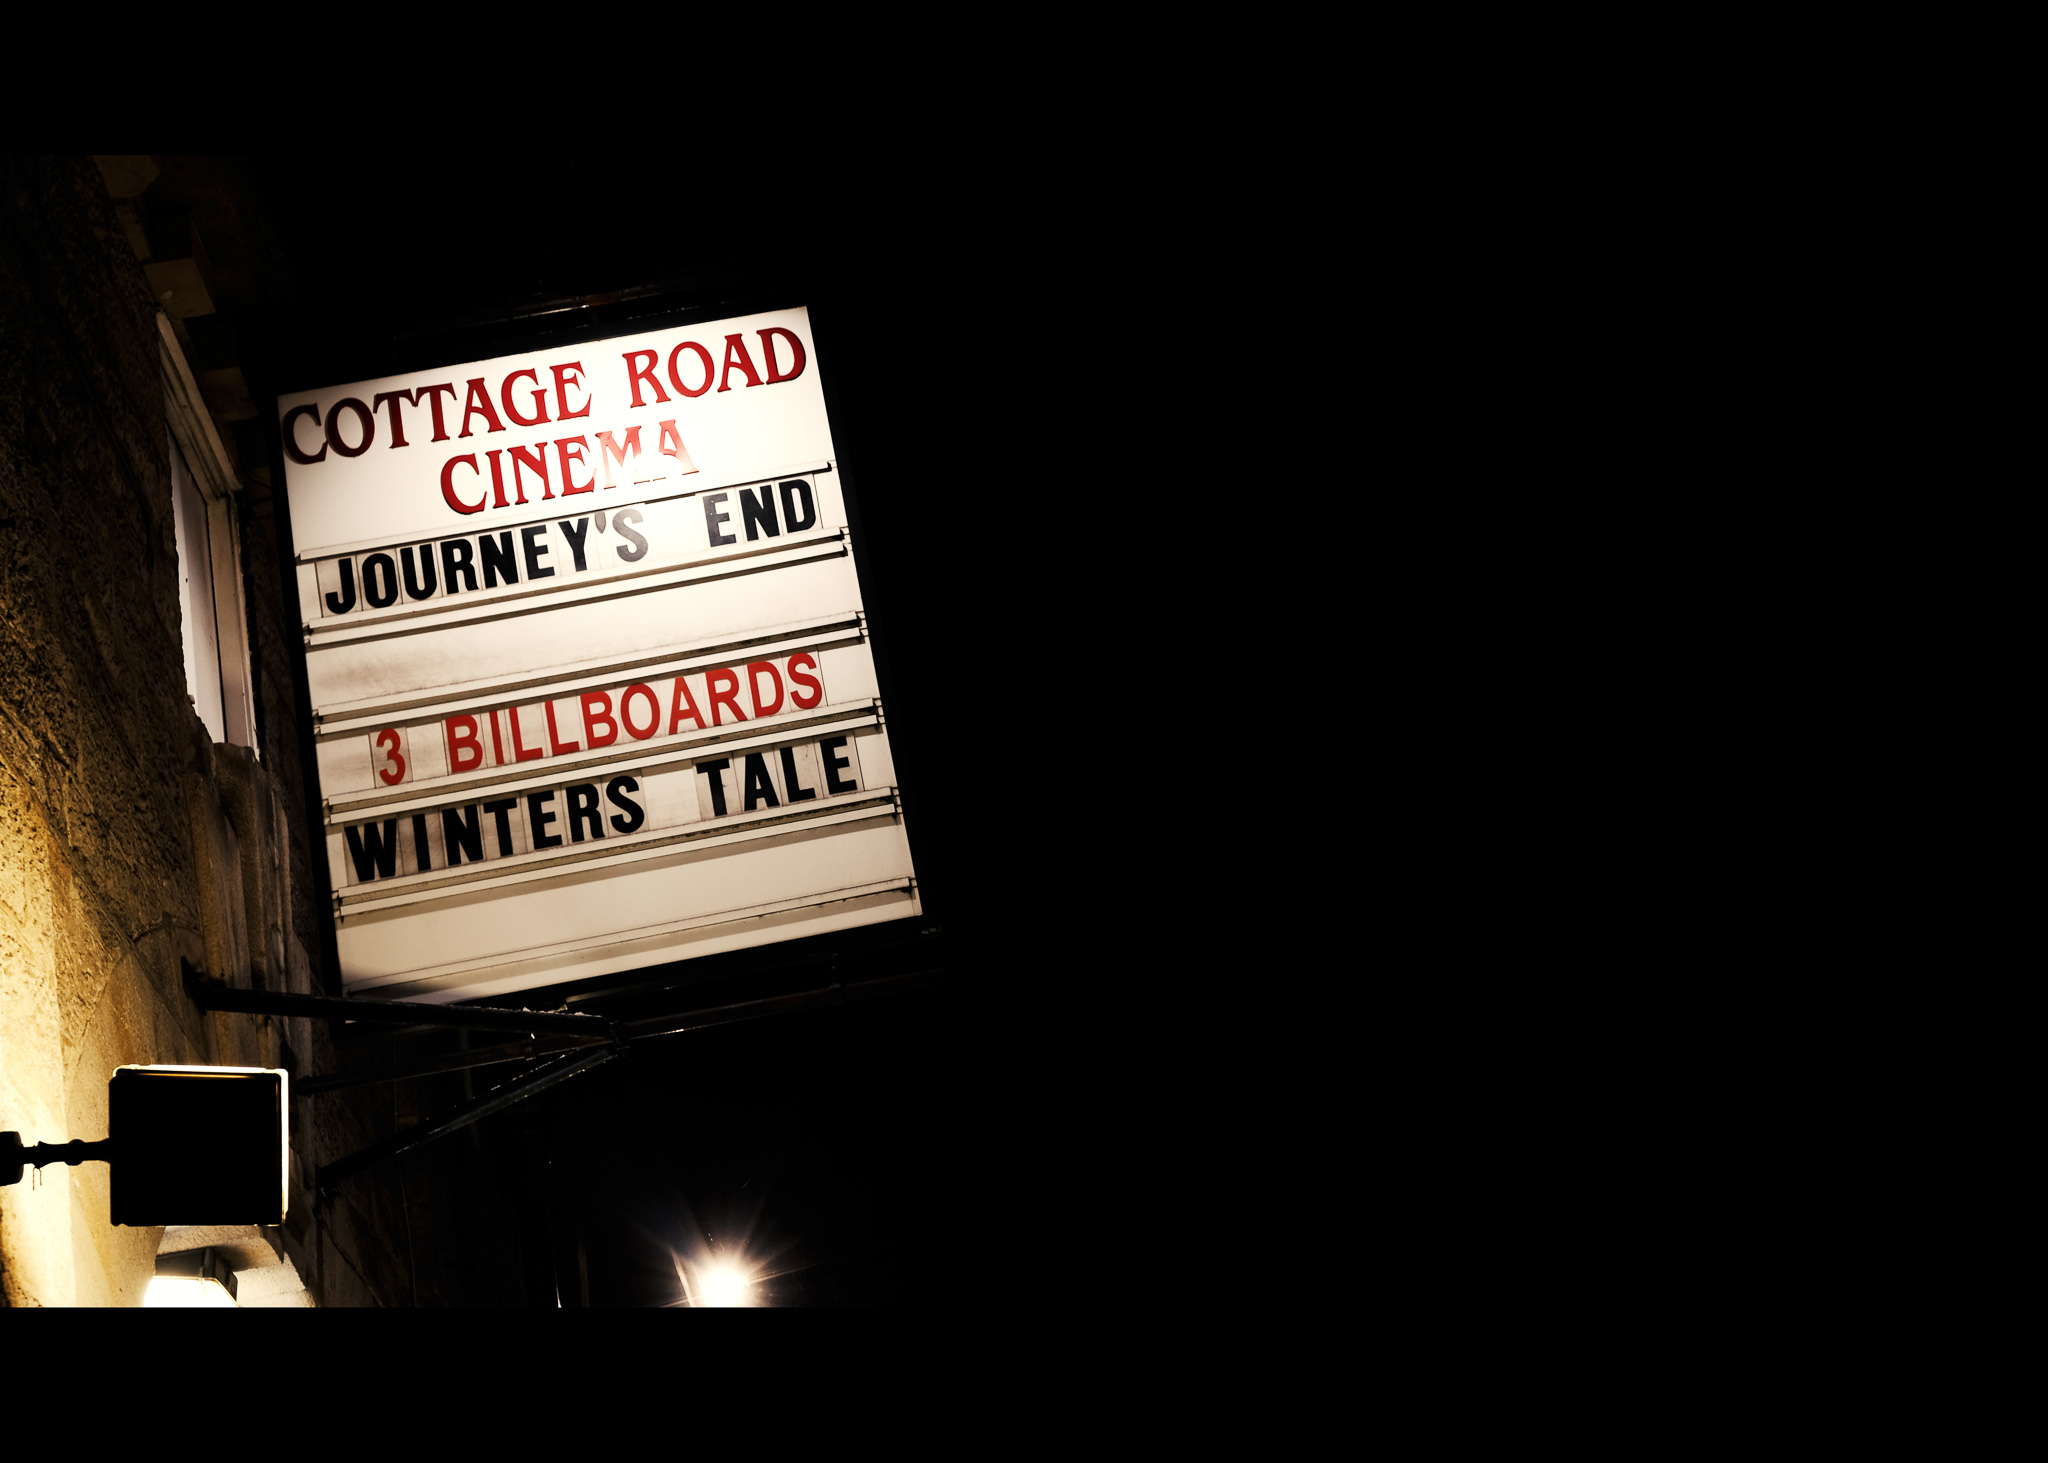 COTTAGE ROAD
CINEMA
JOURNEY'S END
3 BILLBOARDS
WINTERS TALE